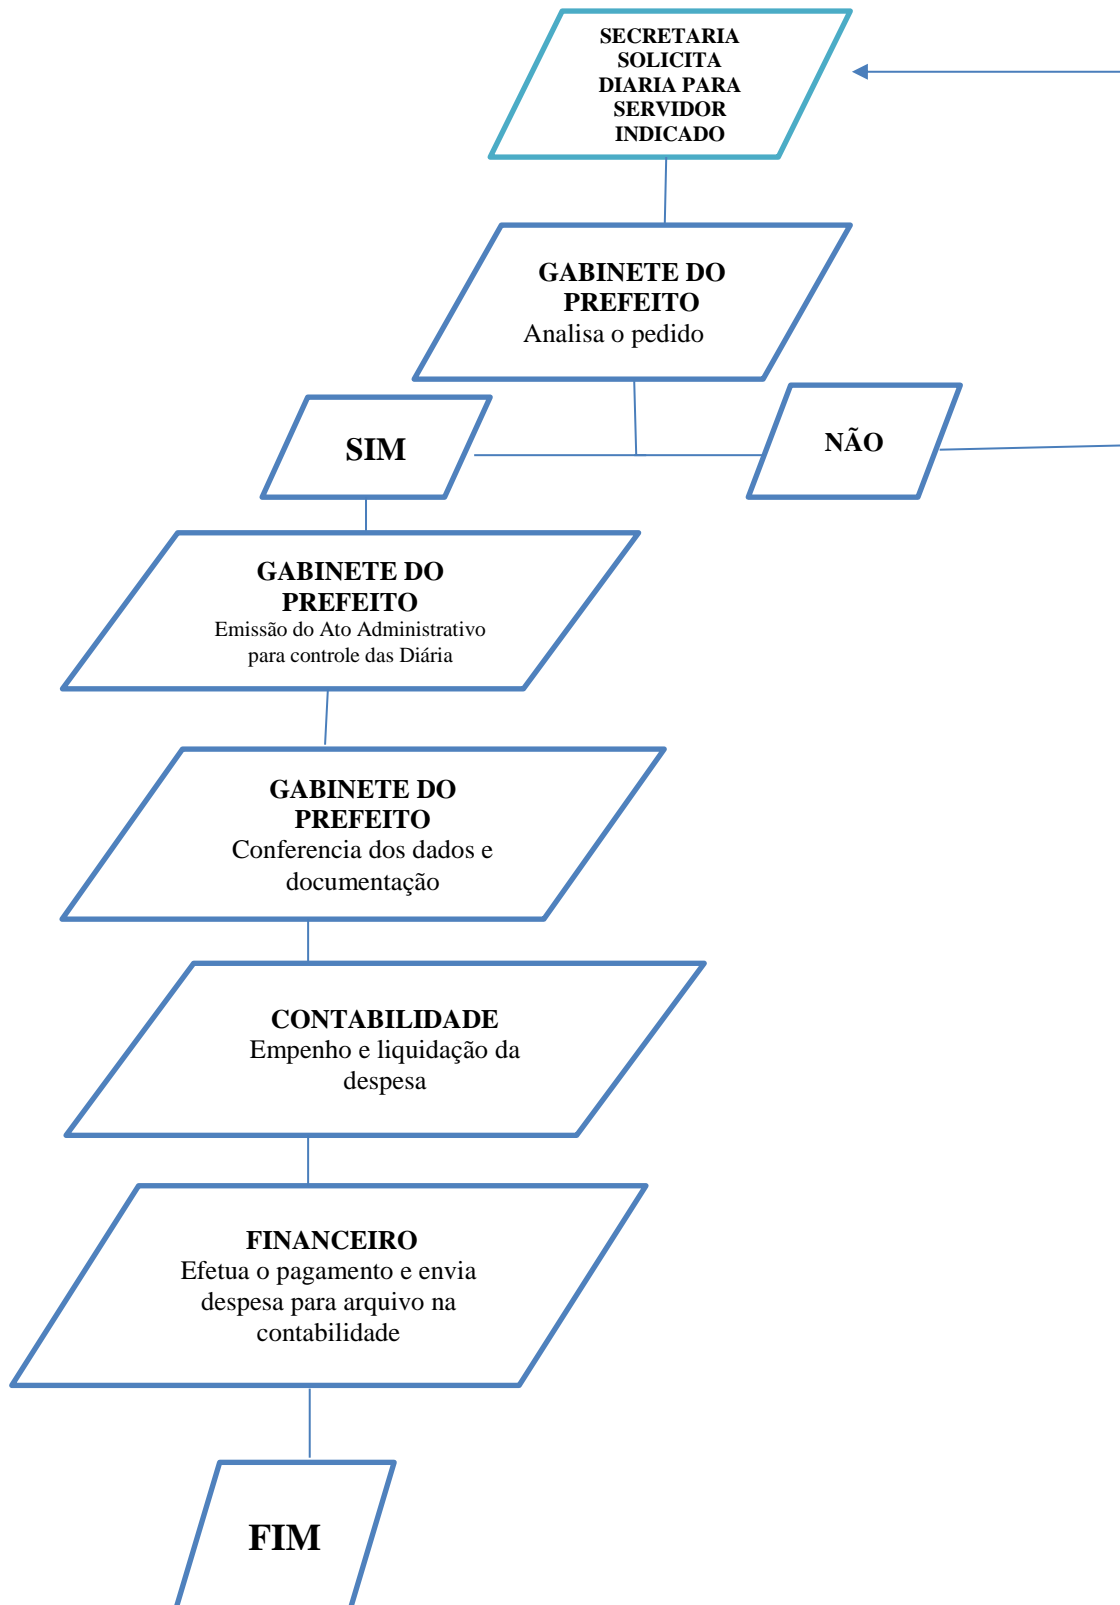 SECRETARIA
SOLICITA
DIARIA PARA
SERVIDOR
INDICADO
GABINETE DO
PREFEITO
Analisa o pedido
SIM
NÃO
GABINETE DO
PREFEITO
Emissão do Ato Administrativo
para controle das Diária
GABINETE DO
PREFEITO
Conferencia dos dados e
documentação
CONTABILIDADE
Empenho e liquidação da
despesa
FINANCEIRO
Efetua o pagamento e envia
despesa para arquivo na
contabilidade
FIM